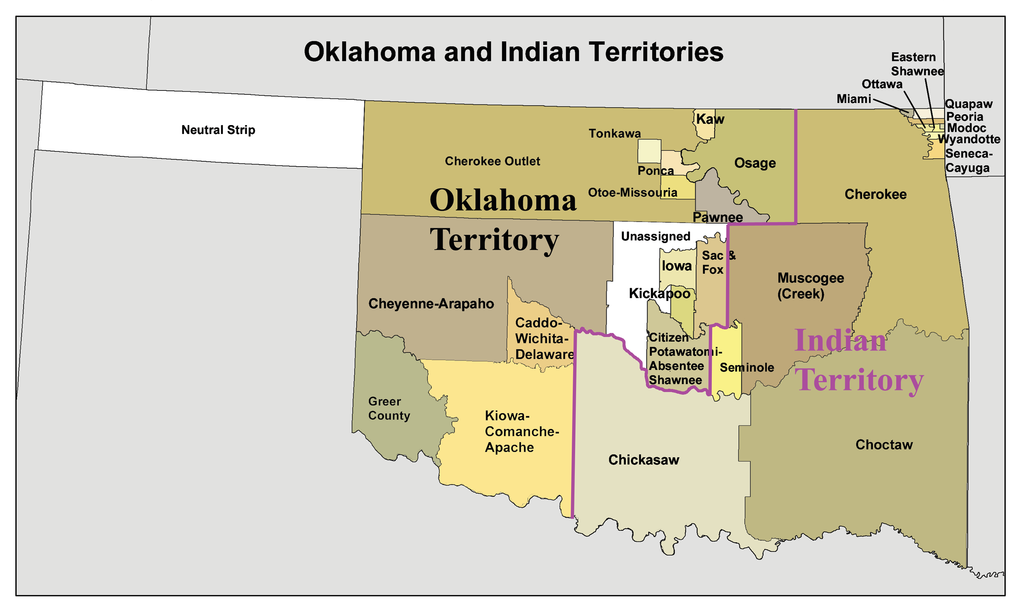 Oklahoma and Indian Territories
Eastern
Shawnee
Ottawa
Miami
Quapaw
Peoria
Modoc
Wyandotte
Seneca-
Cayuga
Neutral Strip
Kaw
Tonkawa
Cherokee Outlet
Ponca
Osage
Otoe-Missouria
Cherokee
Oklahoma
Territory
Pawnee
Unassigned
Sac &
Fox
Iowa
Kickapoo
Muscogee
(Creek)
Cheyenne-Arapaho
Caddo-
Wichita-
Delaware
Citizen
Potawatomi-
Absentee
Shawnee
Seminole
Indian
Territory
Greer
County
Kiowa-
Comanche-
Apache
Chickasaw
Choctaw